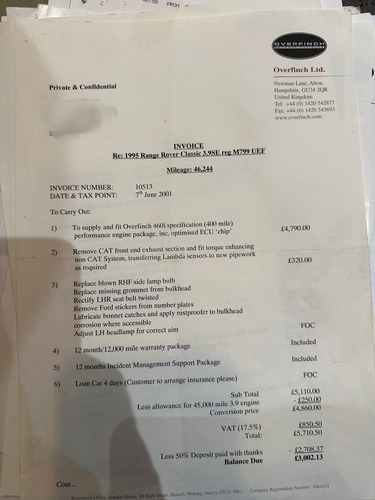 OVERFINCH
Overfinch Ltd.
Newman Lane, Alton,
Hampshire, GU34 2QR
United Kingdom
Tel: +44 (0) 1420 542877
Fax: +44 (0) 1420 543693
www.overfinch.com
Private & Confidential
INVOICE
Re: 1995 Range Rover Classic 3.9SE reg M799 UEF
Mileage: 46,244
INVOICE NUMBER: 10513
DATE & TAX POINT: 7th June 2001
To Carry Out:
1) To supply and fit Overfinch 460i specification (400 mile)
performance engine package, inc. optimised ECU 'chip' £4,790.00
2) Remove CAT front end exhaust section and fit torque enhancing
non CAT System, transferring Lambda sensors to new pipework
as required £320.00
3) Replace blown RHF side lamp bulb
Replace missing grommet from bulkhead
Rectify LHR seat belt twisted
Remove Ford stickers from number plates
Lubricate bonnet catches and apply rustproofer to bulkhead
corrosion where accessible
Adjust LH headlamp for correct aim FOC
4) 12 month/12,000 mile warranty package Included
5) 12 months Incident Management Support Package Included
6) Loan Car 4 days (Customer to arrange insurance please) FOC
Sub Total £5,110.00
Less allowance for 45,000 mile 3.9 engine - £250.00
Conversion price £4,860.00
VAT (17.5%) £850.50
Total: £5,710.50
Less 50% Deposit paid with thanks - £2,708.37
Balance Due £3,002.13
Cont...